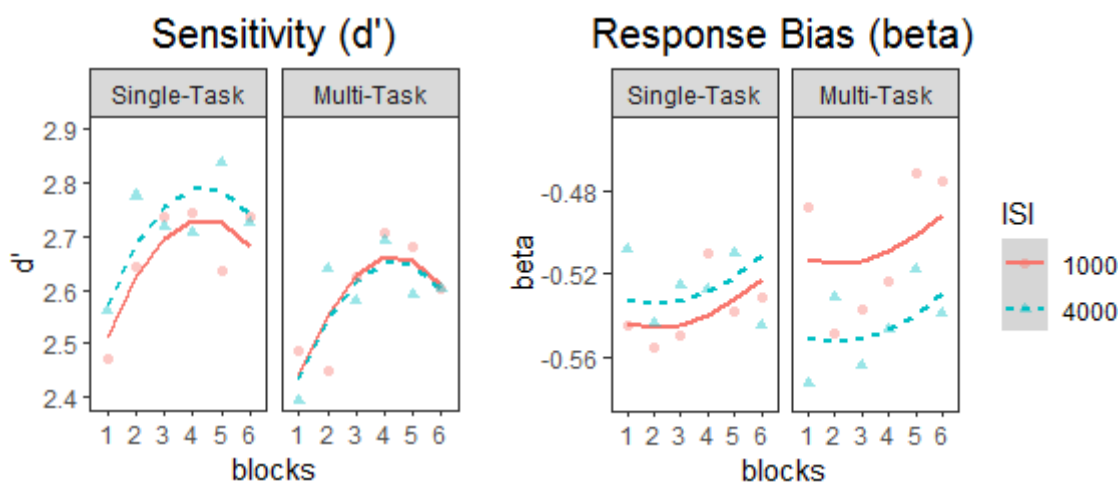 Sensitivity (d') Response Bias (beta)
Single-Task Multi-Task Single-Task Multi-Task
2.9
2.8
2.7
2.6
2.5
2.4
d'
1 2 3 4 5 6 1 2 3 4 5 6
blocks
-0.48
-0.52
-0.56
beta
1 2 3 4 5 6 1 2 3 4 5 6
blocks
ISI
1000
4000